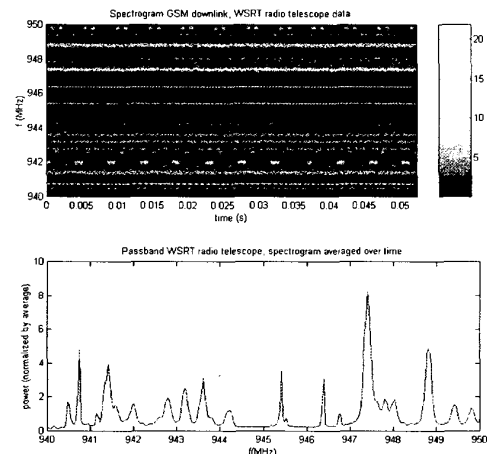 Spectrogram GSM downlink, WSRT radio telescope data
f (MHz)
950
948
946
944
942
940
0 0.005 0.01 0.015 0.02 0.025 0.03 0.035 0.04 0.045 0.05
time (s)
20
15
10
5
Passband WSRT radio telescope, spectrogram averaged over time
power (normalized by average)
10
8
6
4
2
0
940 941 942 943 944 945 946 947 948 949 950
f(MHz)